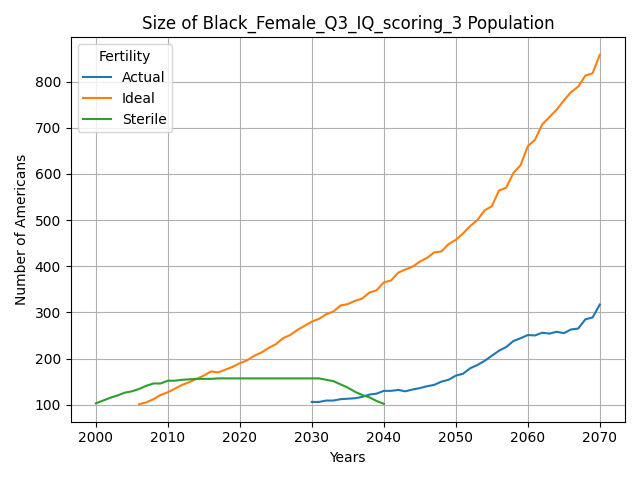 Size of Black_Female_Q3_IQ_scoring_3 Population
Fertility
Actual
Ideal
Sterile
Number of Americans
800
700
600
500
400
300
200
100
2000 2010 2020 2030 2040 2050 2060 2070
Years